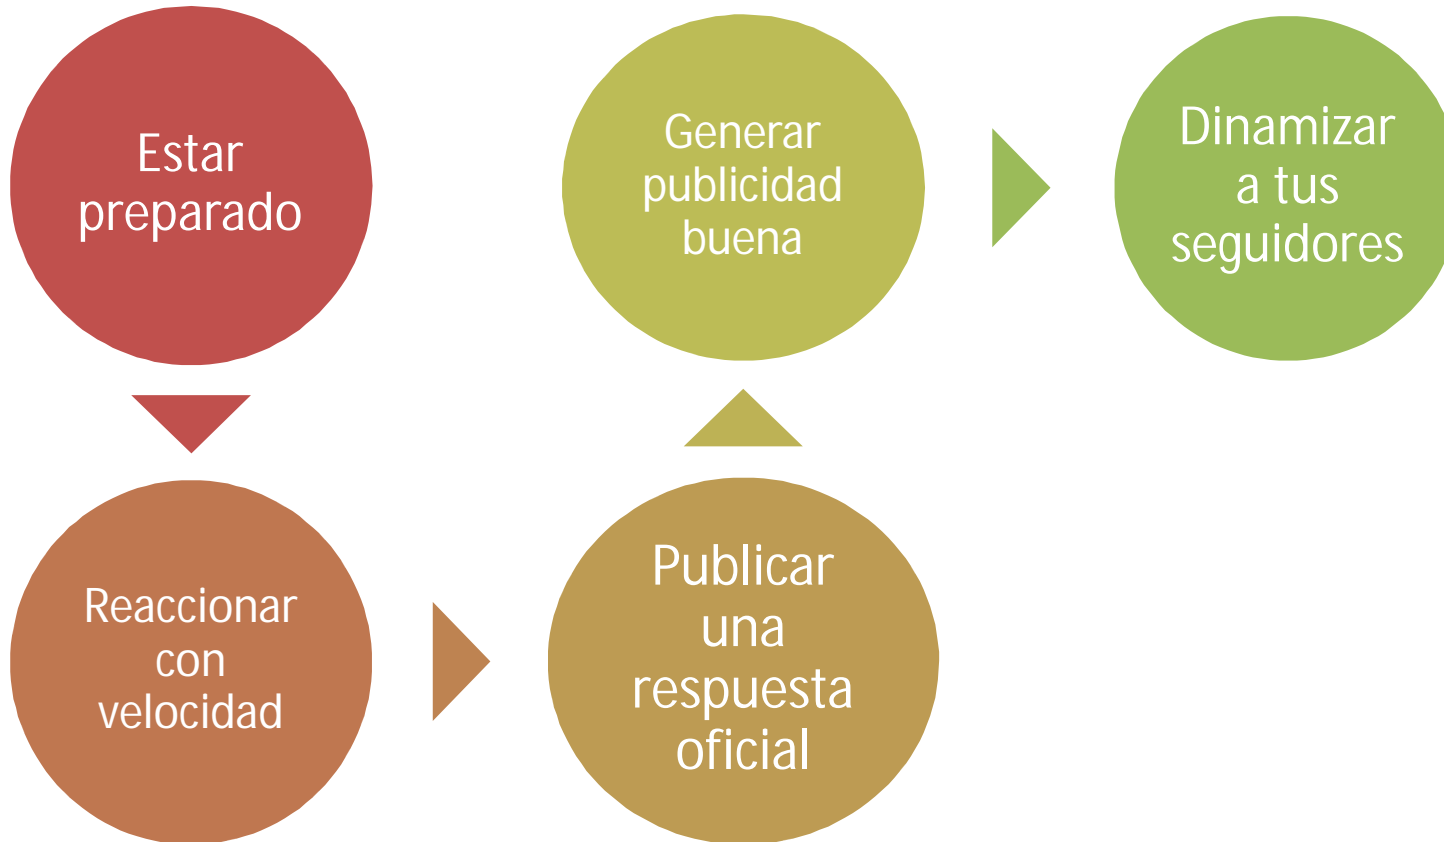 Estar
preparado
Reaccionar
con
velocidad
Publicar
una
respuesta
oficial
Generar
publicidad
buena
Dinamizar
a tus
seguidores